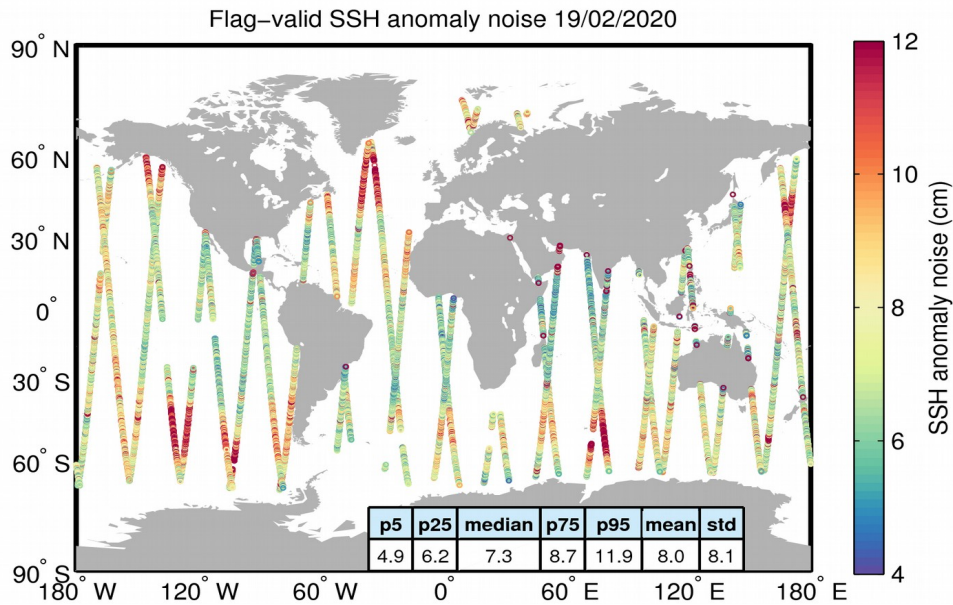 Flag−valid SSH anomaly noise 19/02/2020
90° N
60° N
30° N
0°
30° S
60° S
90° S
180° W
120° W
60° W
0°
60° E
120° E
180° E
p5 p25 median p75 p95 mean std
4.9 6.2 7.3 8.7 11.9 8.0 8.1
12
10
8
6
4
SSH anomaly noise (cm)